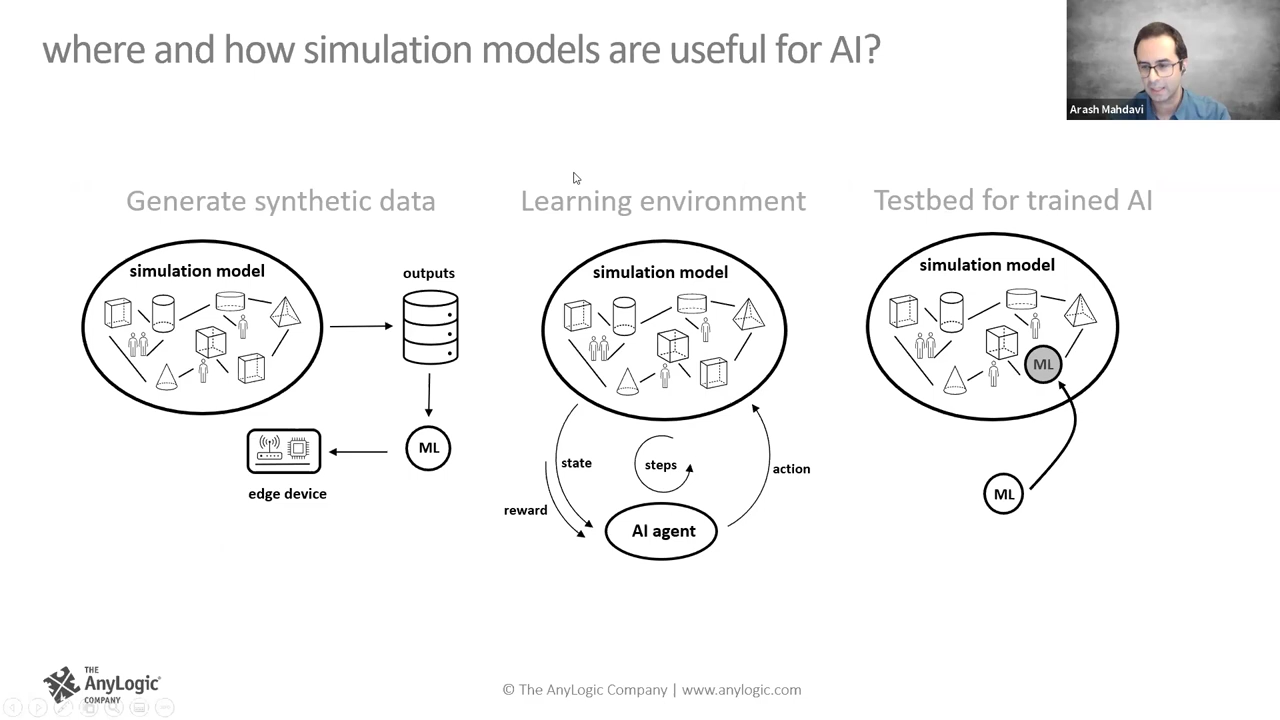 where and how simulation models are useful for AI?
Arash Mahdavi
Generate synthetic data
simulation model
outputs
ML
edge device
Learning environment
simulation model
state
steps
action
reward
AI agent
Testbed for trained AI
simulation model
ML
ML
THE
AnyLogic
COMPANY
© The AnyLogic Company | www.anylogic.com